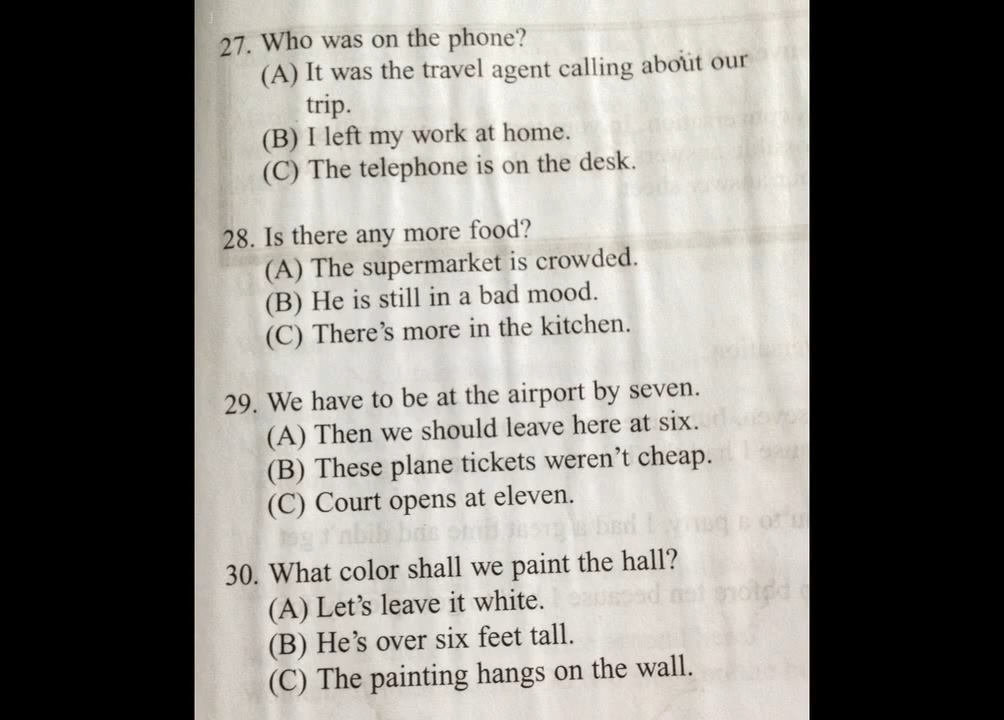 27. Who was on the phone?
(A) It was the travel agent calling about our
trip.
(B) I left my work at home.
(C) The telephone is on the desk.
28. Is there any more food?
(A) The supermarket is crowded.
(B) He is still in a bad mood.
(C) There's more in the kitchen.
29. We have to be at the airport by seven.
(A) Then we should leave here at six.
(B) These plane tickets weren't cheap.
(C) Court opens at eleven.
30. What color shall we paint the hall?
(A) Let's leave it white.
(B) He's over six feet tall.
(C) The painting hangs on the wall.